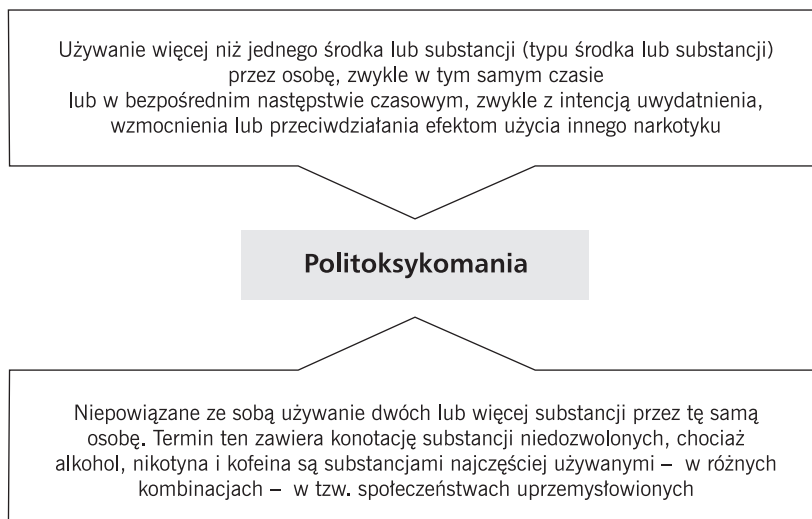 Używanie więcej niż jednego środka lub substancji (typu środka lub substancji)
przez osobę, zwykle w tym samym czasie
lub w bezpośrednim następstwie czasowym, zwykle z intencją uwydatnienia,
wzmocnienia lub przeciwdziałania efektom użycia innego narkotyku
Politoksykomania
Niepowiązane ze sobą używanie dwóch lub więcej substancji przez tę samą
osobę. Termin ten zawiera konotację substancji niedozwolonych, chociaż
alkohol, nikotyna i kofeina są substancjami najczęściej używanymi – w różnych
kombinacjach – w tzw. społeczeństwach uprzemysłowionych